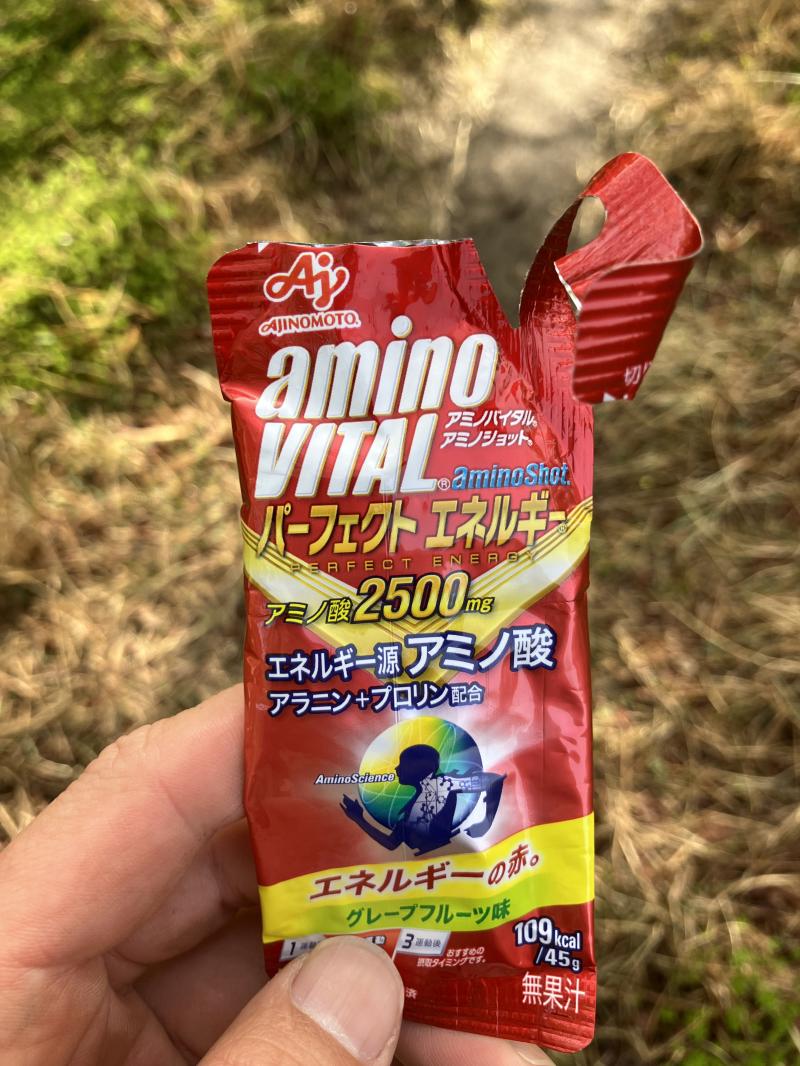 Aj
AJINOMOTO.
amino
VITAL®
アミノバイタル®
アミノショット®
aminoShot®
パーフェクト エネルギー®
PERFECT ENERGY
アミノ酸2500mg
エネルギー源 アミノ酸
アラニン+プロリン配合
AminoScience
エネルギーの赤。
グレープフルーツ味
1 運動
3 運動後
おすすめの
摂取タイミングです。
109kcal
/45g
無果汁
切